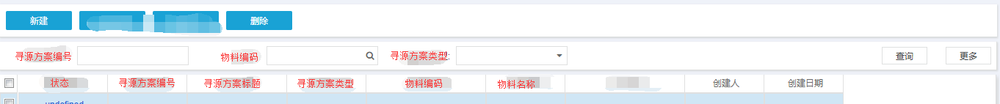 新建 删除
寻源方案编号 物料编码 寻源方案类型: 查询 更多
状态 寻源方案编号 寻源方案标题 寻源方案类型 物料编码 物料名称 创建人 创建日期
undefined